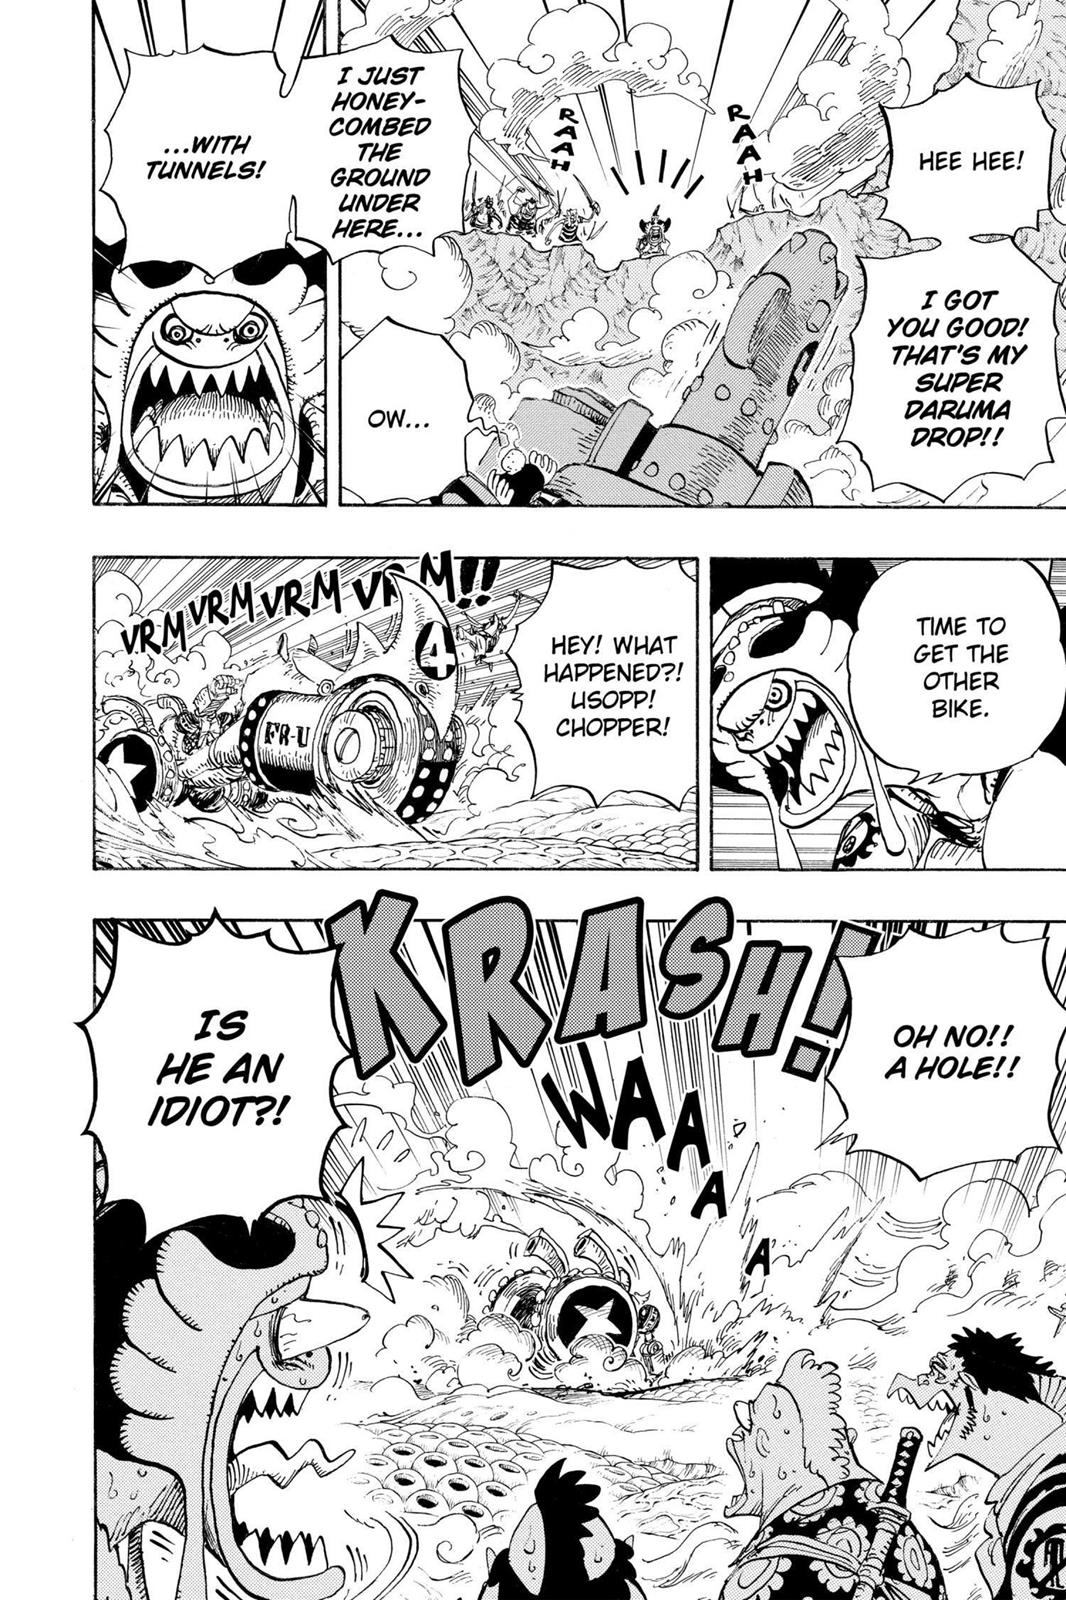 HEE HEE!
I GOT
YOU GOOD!
THAT'S MY
SUPER
DARUMA
DROP!!
RAAH
RAAH
OW...
I JUST
HONEY-
COMBED
THE
GROUND
UNDER
HERE...
...WITH
TUNNELS!
TIME TO
GET THE
OTHER
BIKE.
HEY! WHAT
HAPPENED?!
USOPP!
CHOPPER!
VRM VRM VRM VRM!!
4
FR-U
OH NO!!
A HOLE!!
KRASH!
WAAAAA
IS
HE AN
IDIOT?!